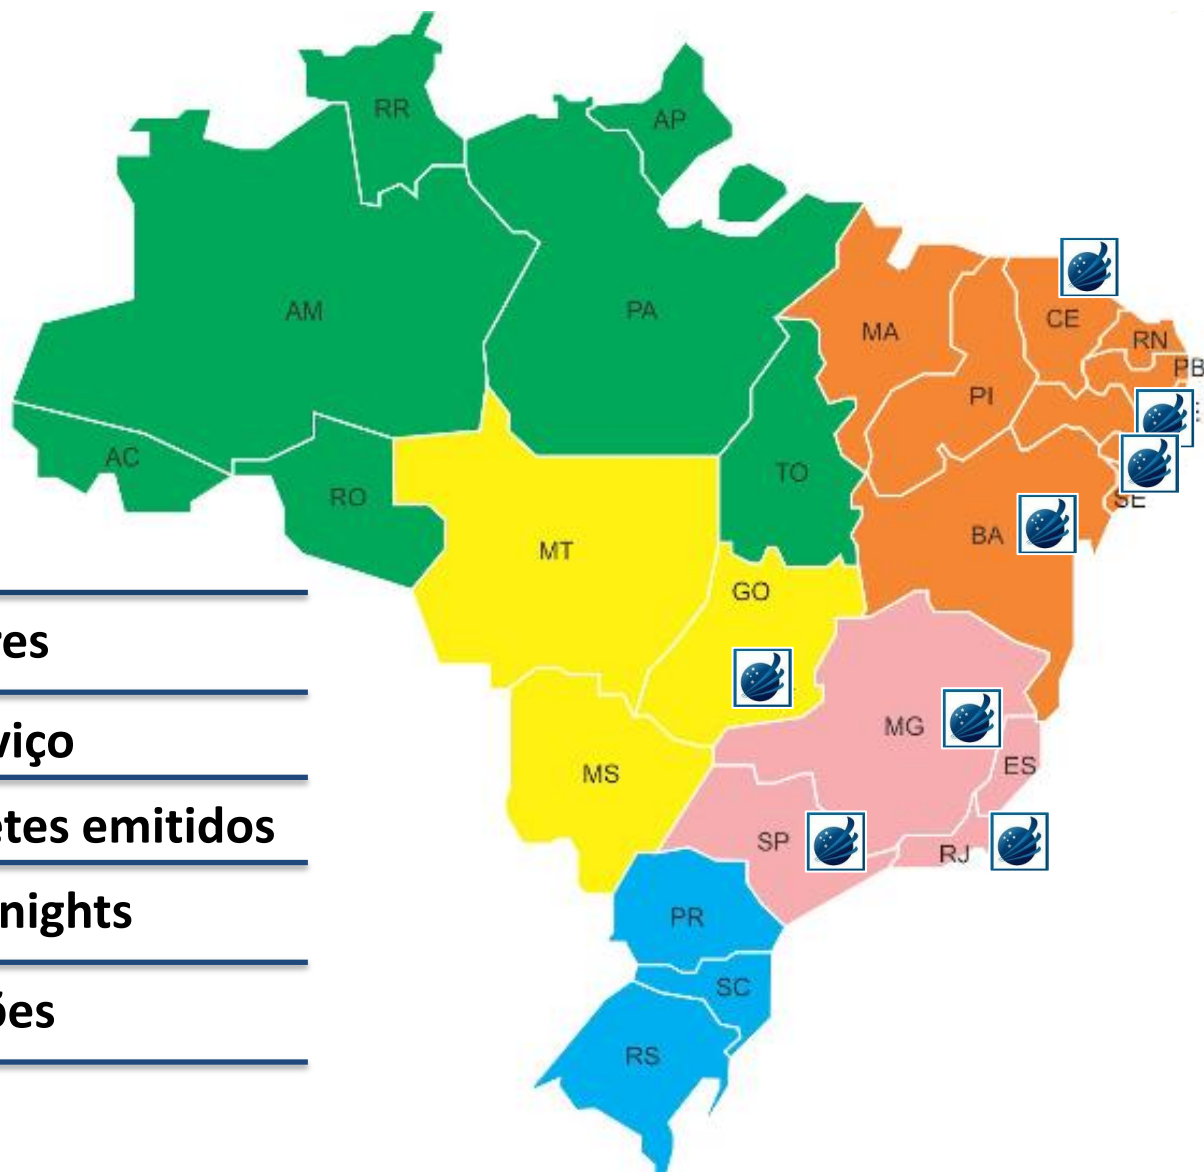 RR
AP
AM
PA
MA
CE
RN
PB
PI
AC
RO
TO
SE
BA
MT
GO
res
viço
MG
ES
MS
etes emitidos
SP
RJ
nights
PR
ões
SC
RS